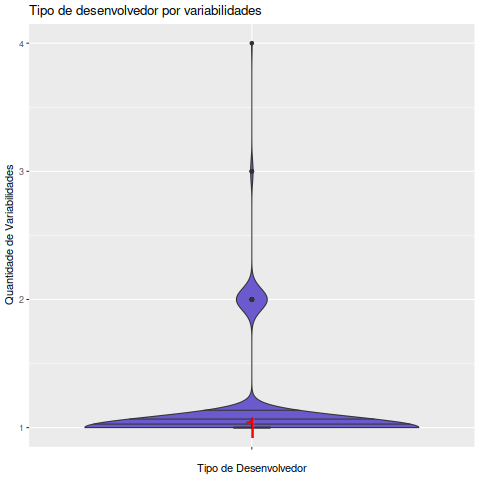 Tipo de desenvolvedor por variabilidades
Quantidade de Variabilidades
4
3
2
1
Tipo de Desenvolvedor